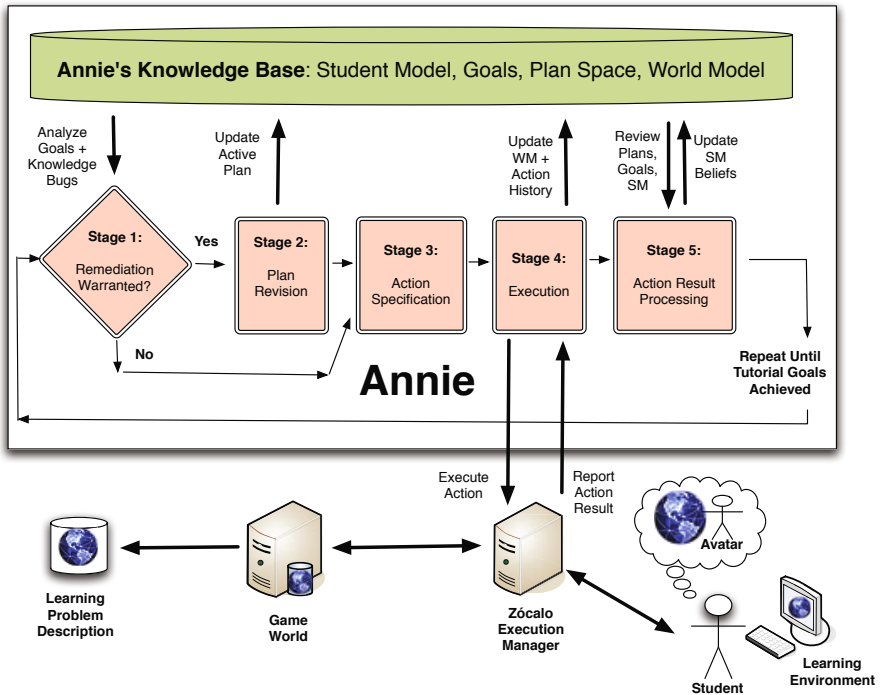 Annie's Knowledge Base: Student Model, Goals, Plan Space, World Model
Analyze
Goals +
Knowledge
Bugs
Update
Active
Plan
Update
WM +
Action
History
Review
Plans,
Goals,
SM
Update
SM
Beliefs
Stage 1:
Remediation
Warranted?
Yes
No
Stage 2:
Plan
Revision
Stage 3:
Action
Specification
Stage 4:
Execution
Stage 5:
Action Result
Processing
Repeat Until
Tutorial Goals
Achieved
Annie
Execute
Action
Report
Action
Result
Learning
Problem
Description
Game
World
Zócalo
Execution
Manager
Avatar
Student
Learning
Environment